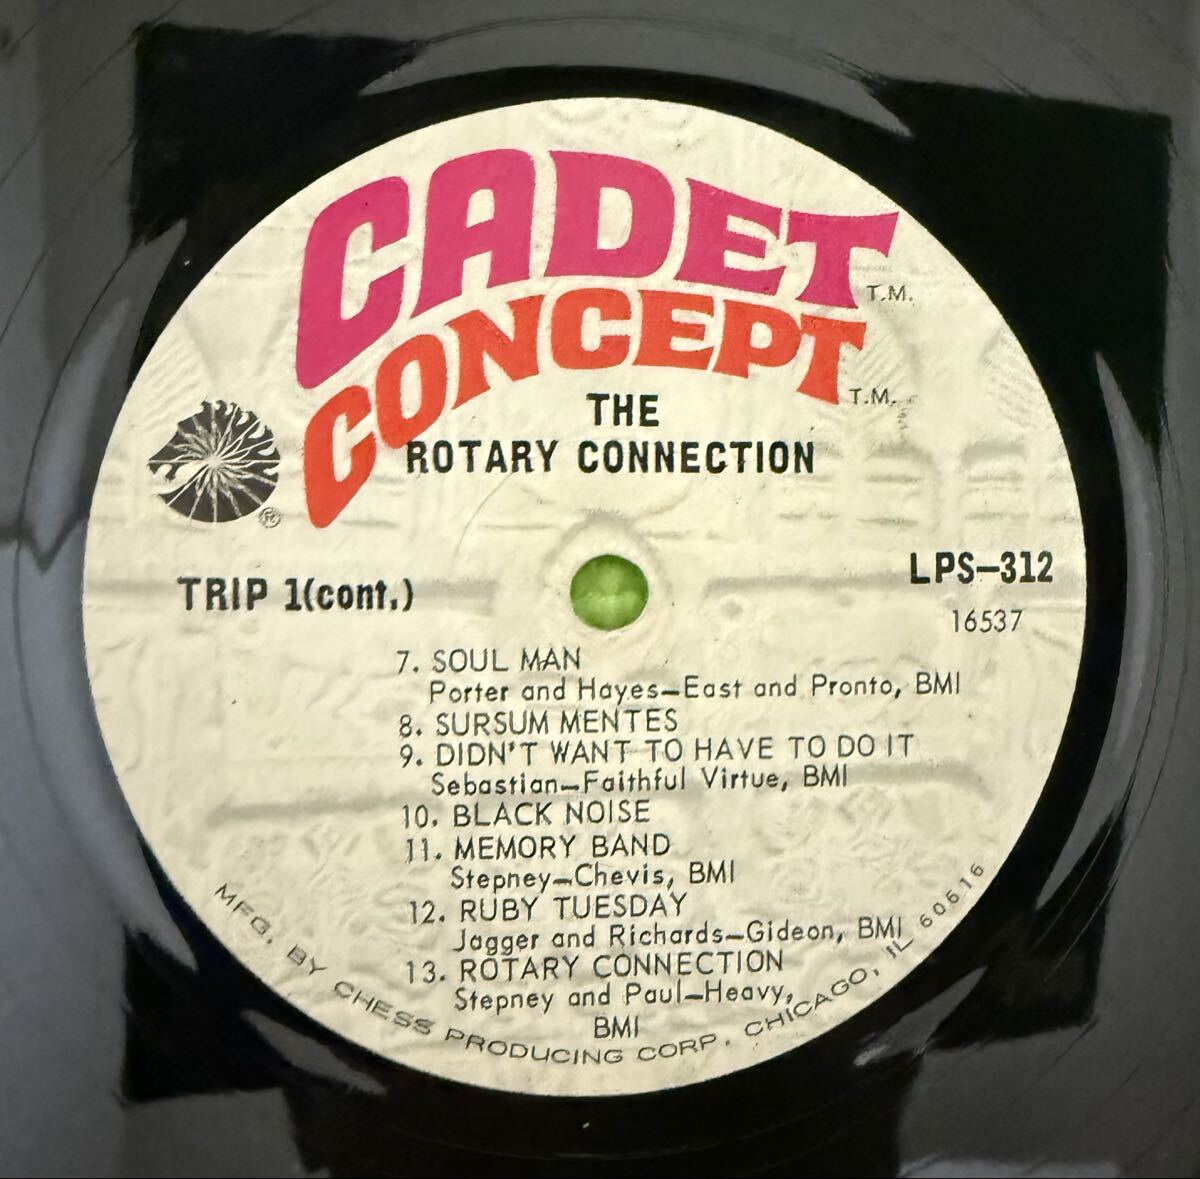 CADET
T.M.
CONCEPT
T.M.
THE
ROTARY CONNECTION
®
TRIP 1(cont.)
LPS-312
16537
7. SOUL MAN
Porter and Hayes-East and Pronto, BMI
8. SURSUM MENTES
9. DIDN'T WANT TO HAVE TO DO IT
Sebastian-Faithful Virtue, BMI
10. BLACK NOISE
11. MEMORY BAND
Stepney-Chevis, BMI
12. RUBY TUESDAY
Jagger and Richards-Gideon, BMI
13. ROTARY CONNECTION
Stepney and Paul-Heavy,
BMI
MFG. BY CHESS PRODUCING CORP. CHICAGO, IL 60616